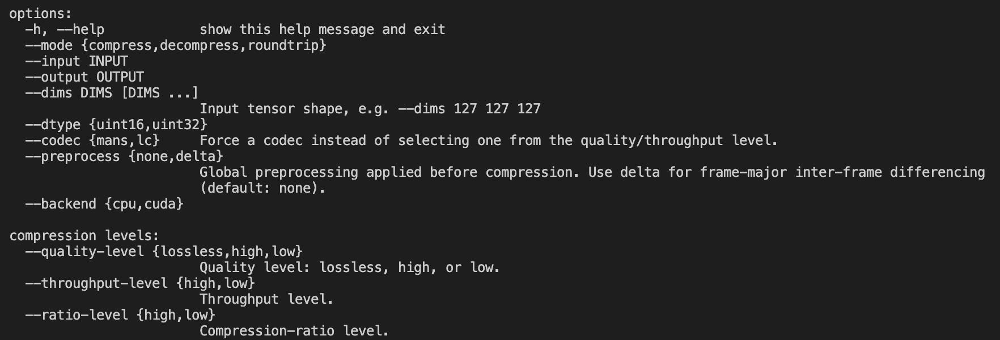 options:
  -h, --help            show this help message and exit
  --mode {compress,decompress,roundtrip}
  --input INPUT
  --output OUTPUT
  --dims DIMS [DIMS ...]
                        Input tensor shape, e.g. --dims 127 127 127
  --dtype {uint16,uint32}
  --codec {mans,lc}     Force a codec instead of selecting one from the quality/throughput level.
  --preprocess {none,delta}
                        Global preprocessing applied before compression. Use delta for frame-major inter-frame differencing
                        (default: none).
  --backend {cpu,cuda}

compression levels:
  --quality-level {lossless,high,low}
                        Quality level: lossless, high, or low.
  --throughput-level {high,low}
                        Throughput level.
  --ratio-level {high,low}
                        Compression-ratio level.